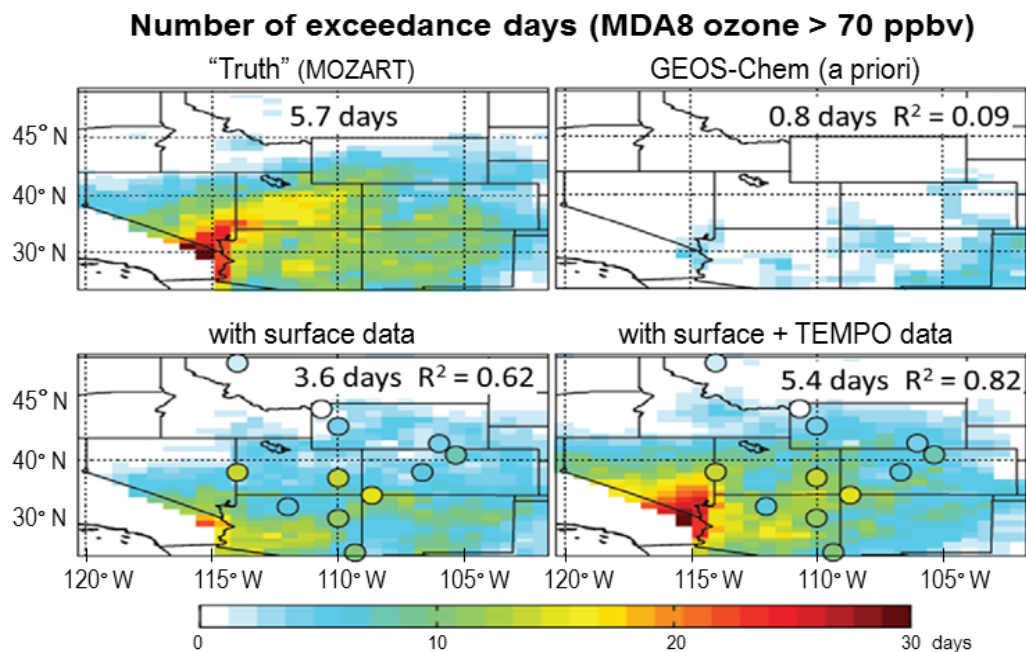 Number of exceedance days (MDA8 ozone > 70 ppbv)
“Truth” (MOZART)
GEOS-Chem (a priori)
5.7 days
0.8 days R² = 0.09
45° N
40° N
30° N
with surface data
with surface + TEMPO data
3.6 days R² = 0.62
5.4 days R² = 0.82
45° N
40° N
30° N
120°W 115°W 110°W 105°W 120°W 115°W 110°W 105°W
0 10 20 30 days